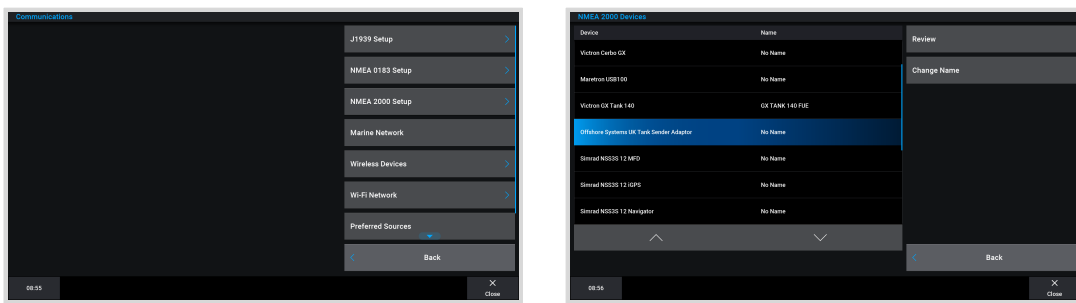 Communications
J1939 Setup
NMEA 0183 Setup
NMEA 2000 Setup
Marine Network
Wireless Devices
Wi-Fi Network
Preferred Sources
Back
08:55
Close
NMEA 2000 Devices
Device Name
Victron Cerbo GX No Name
Maretron USB100 No Name
Victron GX Tank 140 GX TANK 140 FUE
Offshore Systems UK Tank Sender Adaptor No Name
Simrad NSS3S 12 MFD No Name
Simrad NSS3S 12 iGPS No Name
Simrad NSS3S 12 Navigator No Name
Review
Change Name
Back
08:56
Close